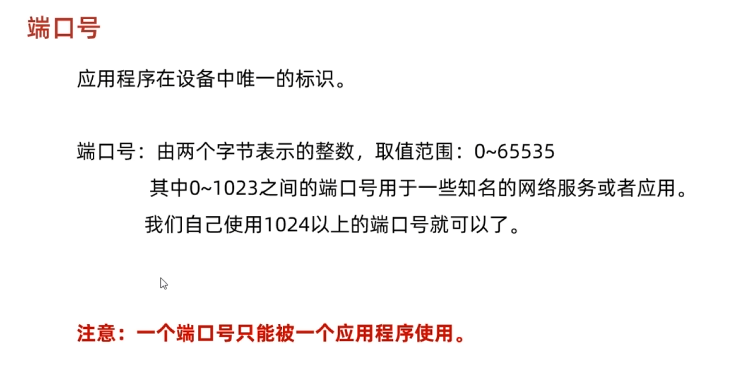 端口号
应用程序在设备中唯一的标识。
端口号：由两个字节表示的整数，取值范围：0~65535
其中0~1023之间的端口号用于一些知名的网络服务或者应用。
我们自己使用1024以上的端口号就可以了。
注意：一个端口号只能被一个应用程序使用。